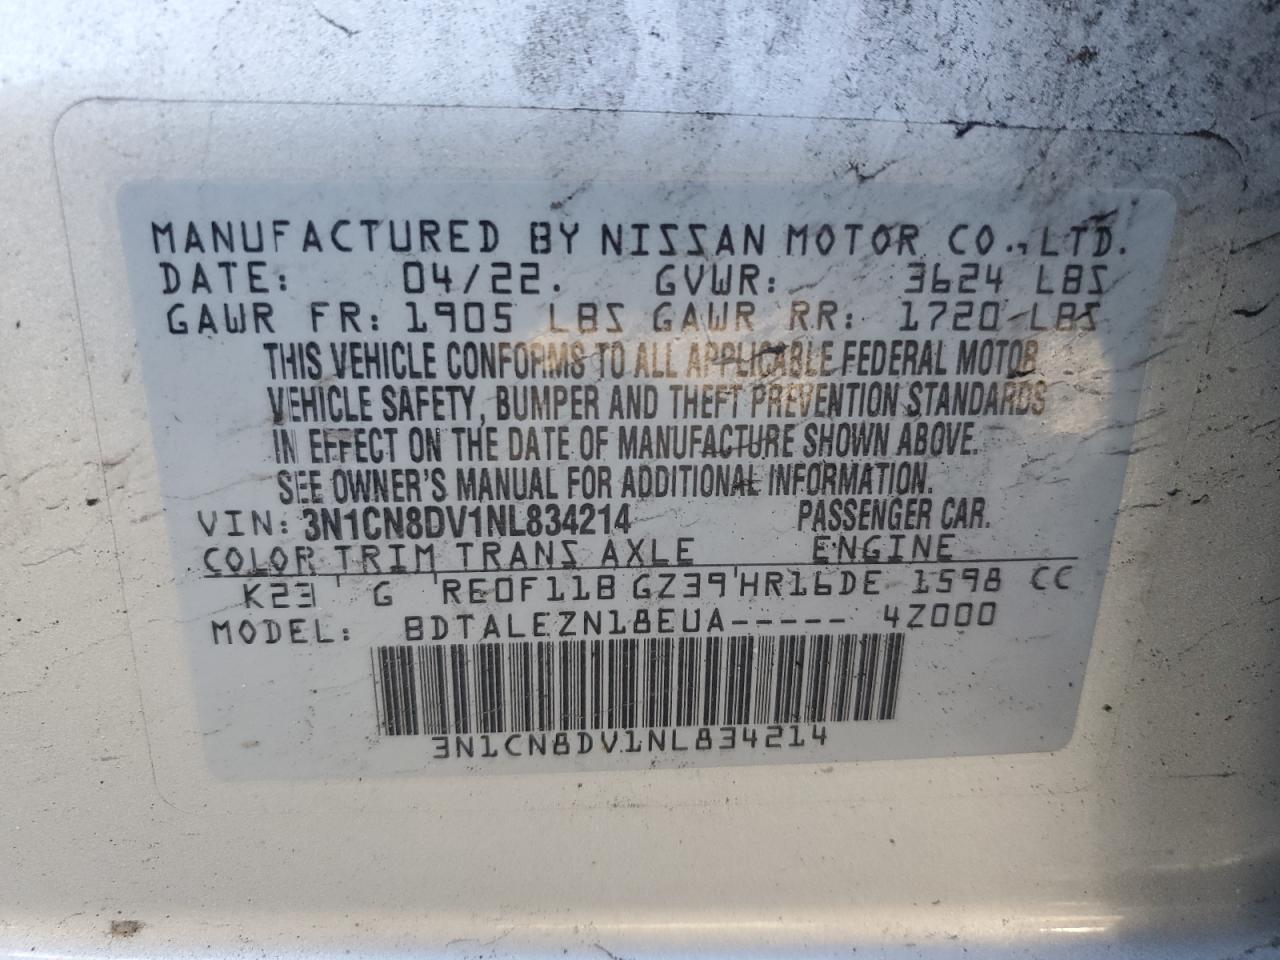 MANUFACTURED BY NISSAN MOTOR CO., LTD.
DATE: 04/22. GVWR: 3624 LBS
GAWR FR: 1905 LBS GAWR RR: 1720 LBS
THIS VEHICLE CONFORMS TO ALL APPLICABLE FEDERAL MOTOR
VEHICLE SAFETY, BUMPER AND THEFT PREVENTION STANDARDS
IN EFFECT ON THE DATE OF MANUFACTURE SHOWN ABOVE.
SEE OWNER'S MANUAL FOR ADDITIONAL INFORMATION.
VIN: 3N1CN8DV1NL834214 PASSENGER CAR.
COLOR TRIM TRANS AXLE ENGINE
K23 G RE0F11B GZ39 HR16DE 1598 CC
MODEL: BDTALEZN18EUA----- 4Z000
3N1CN8DV1NL834214